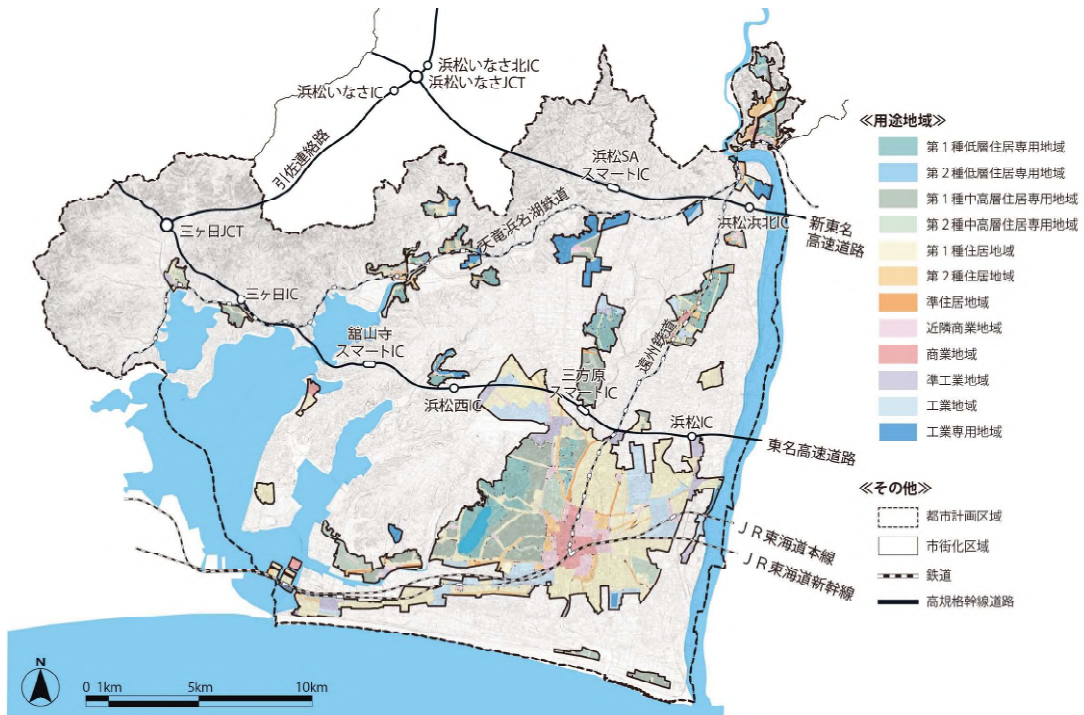 浜松いなさ北IC
浜松いなさJCT
浜松いなさIC
引佐連絡路
浜松SA
スマートIC
天竜浜名湖鉄道
浜松浜北IC
新東名
高速道路
三ヶ日JCT
三ヶ日IC
舘山寺
スマートIC
浜松西IC
三方原
スマートIC
遠州鉄道
浜松IC
東名高速道路
JR東海道本線
JR東海道新幹線
≪用途地域≫
第1種低層住居専用地域
第2種低層住居専用地域
第1種中高層住居専用地域
第2種中高層住居専用地域
第1種住居地域
第2種住居地域
準住居地域
近隣商業地域
商業地域
準工業地域
工業地域
工業専用地域
≪その他≫
都市計画区域
市街化区域
鉄道
高規格幹線道路
N
0 1km 5km 10km